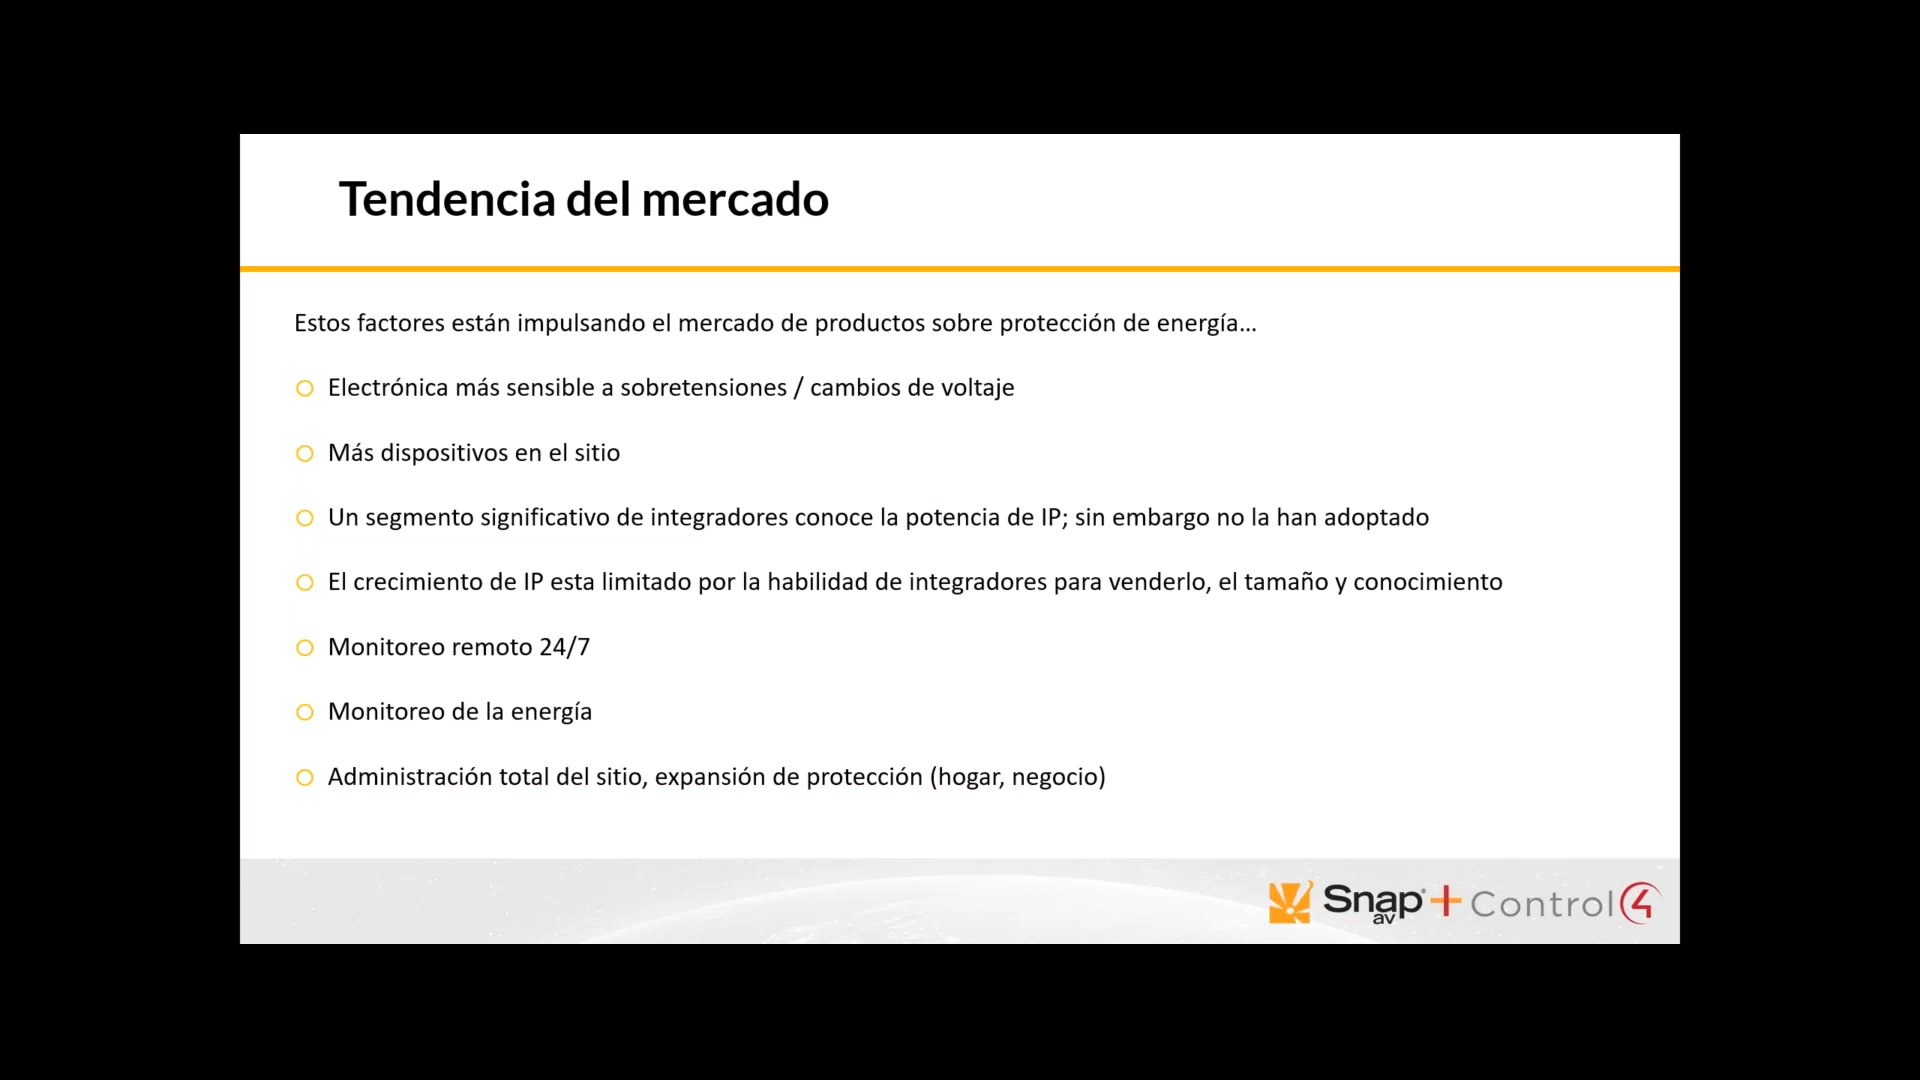 Tendencia del mercado
Estos factores están impulsando el mercado de productos sobre protección de energía...
Electrónica más sensible a sobretensiones / cambios de voltaje
Más dispositivos en el sitio
Un segmento significativo de integradores conoce la potencia de IP; sin embargo no la han adoptado
El crecimiento de IP esta limitado por la habilidad de integradores para venderlo, el tamaño y conocimiento
Monitoreo remoto 24/7
Monitoreo de la energía
Administración total del sitio, expansión de protección (hogar, negocio)
Snap av + Control4